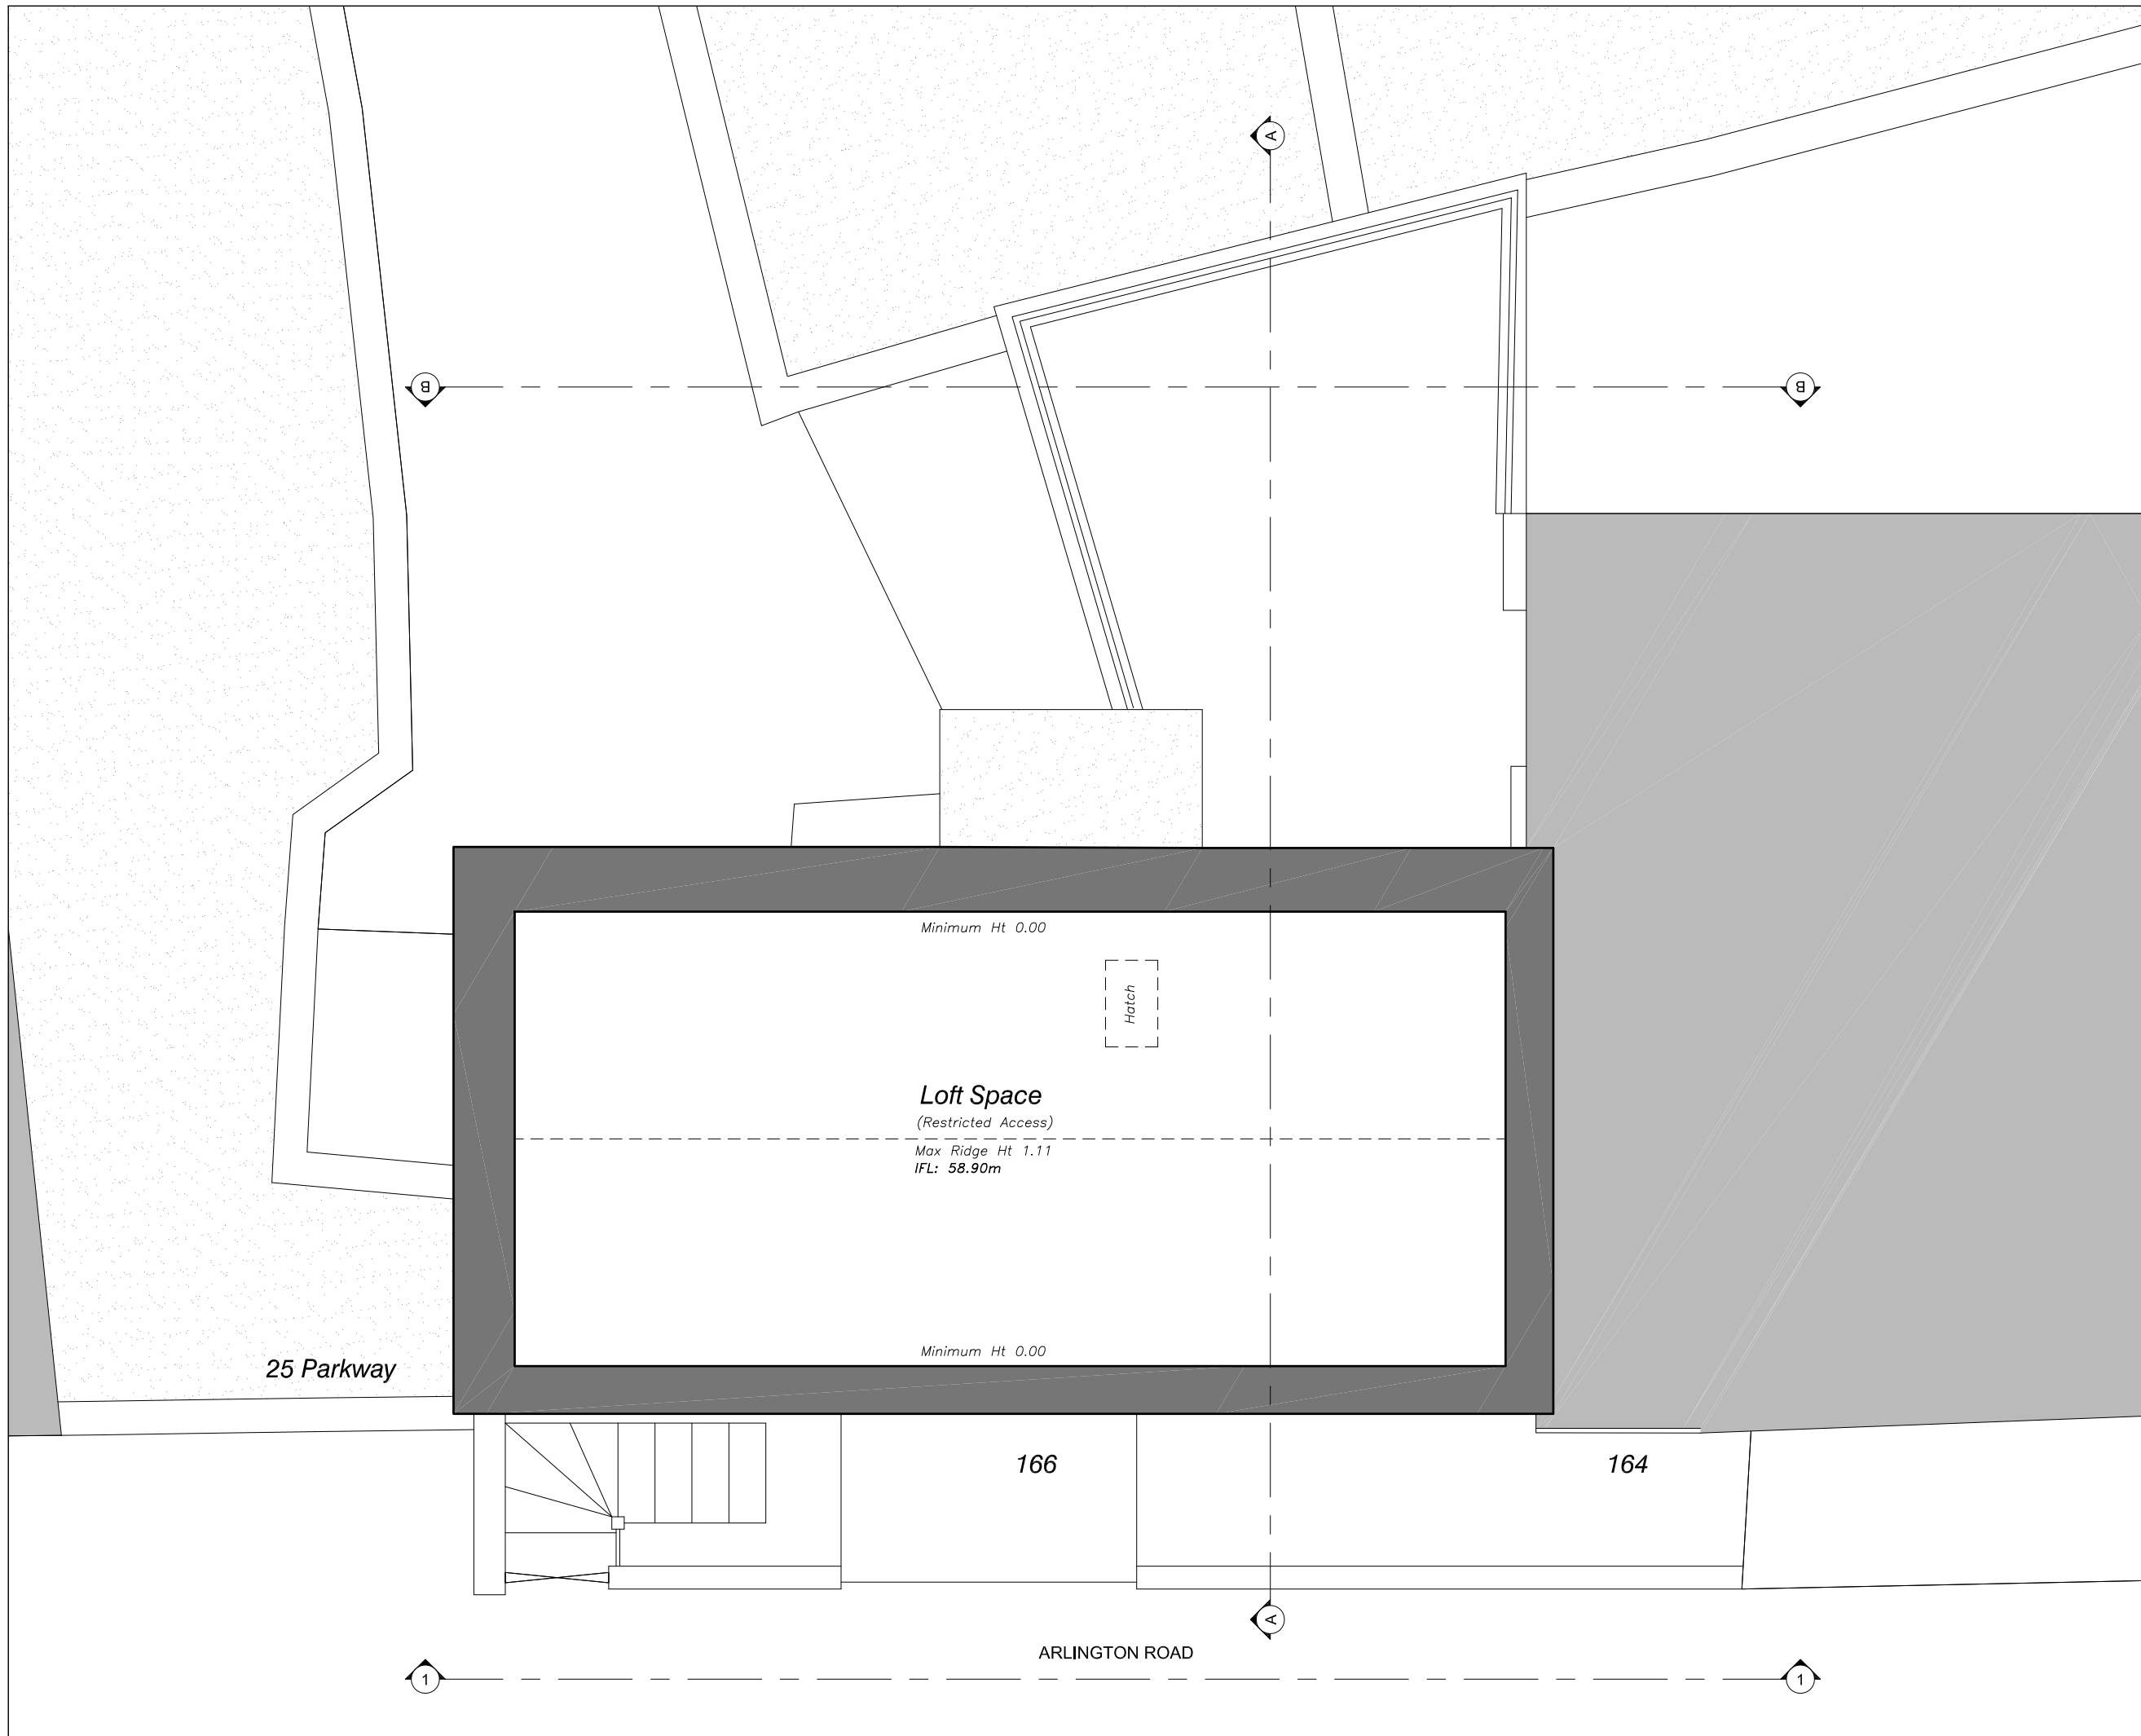 A
B
B
Minimum Ht 0.00
Hatch
Loft Space
(Restricted Access)
Max Ridge Ht 1.11
IFL: 58.90m
Minimum Ht 0.00
25 Parkway
166
164
A
ARLINGTON ROAD
1
1